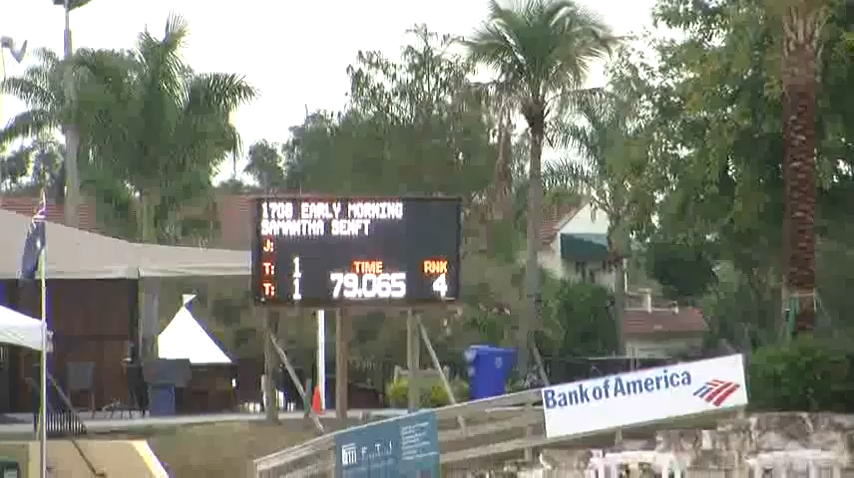 1708 EARLY MORNING
SAMANTHA SENFT
J:
T: 1 TIME RNK
T: 1 79.065 4
Bank of America